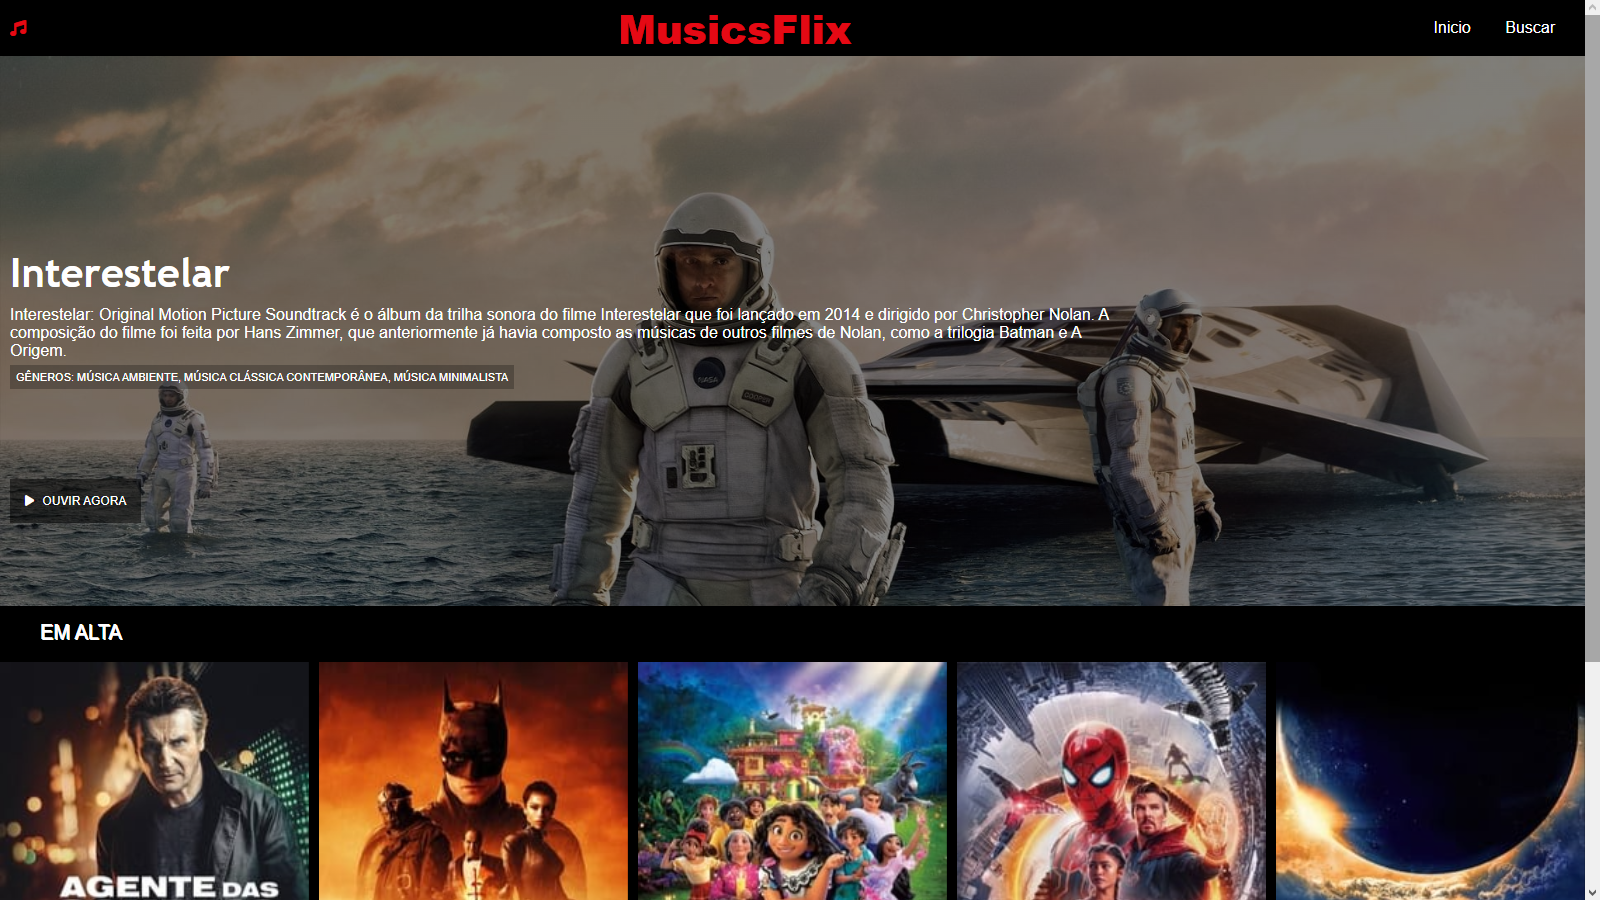 MusicsFlix
Inicio
Buscar
Interestelar
Interestelar: Original Motion Picture Soundtrack é o álbum da trilha sonora do filme Interestelar que foi lançado em 2014 e dirigido por Christopher Nolan. A
composição do filme foi feita por Hans Zimmer, que anteriormente já havia composto as músicas de outros filmes de Nolan, como a trilogia Batman e A
Origem.
GÊNEROS: MÚSICA AMBIENTE, MÚSICA CLÁSSICA CONTEMPORÂNEA, MÚSICA MINIMALISTA
NASA
COOPER
OUVIR AGORA
EM ALTA
AGENTE DAS